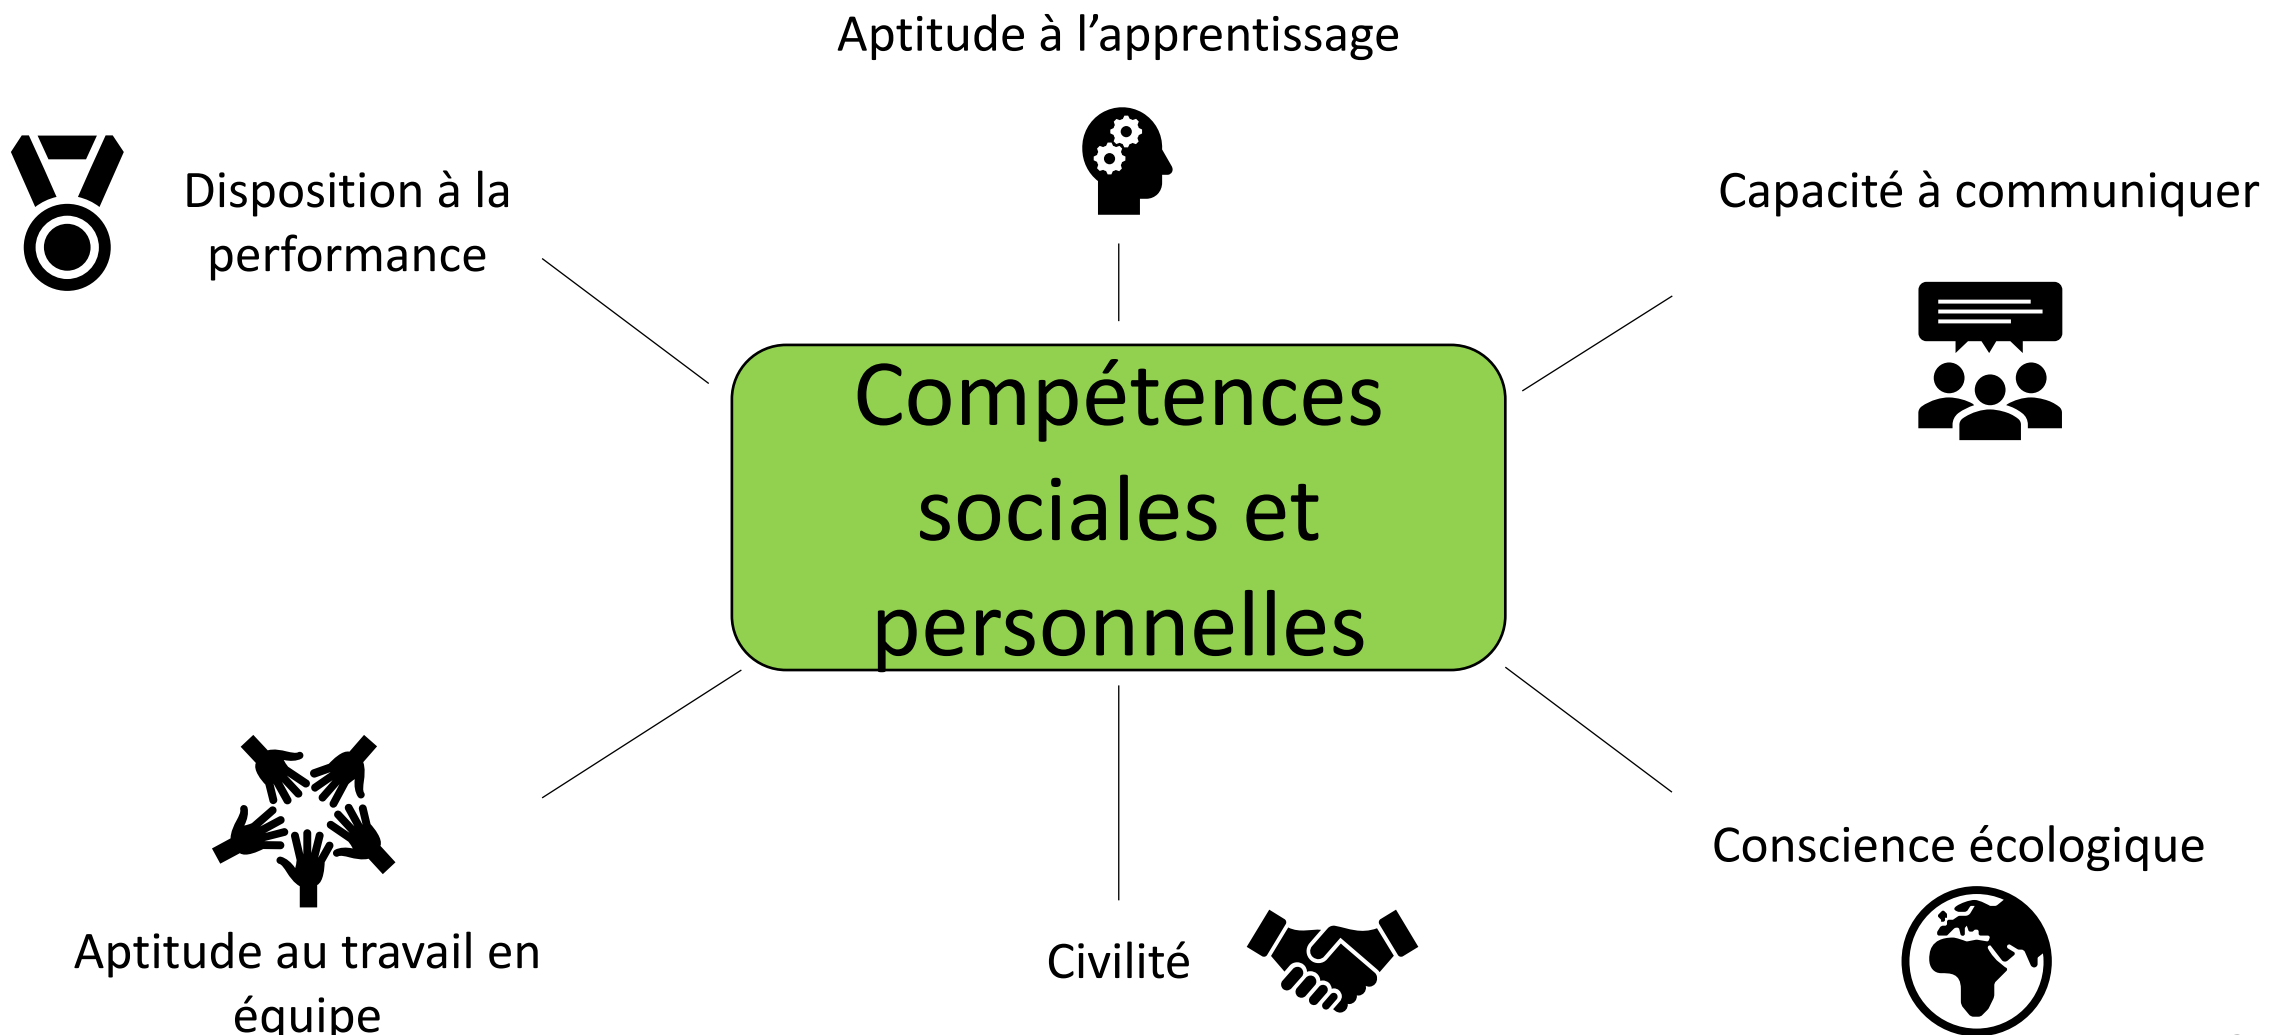 Aptitude à l’apprentissage
Disposition à la
performance
Capacité à communiquer
Compétences
sociales et
personnelles
Aptitude au travail en
équipe
Civilité
Conscience écologique